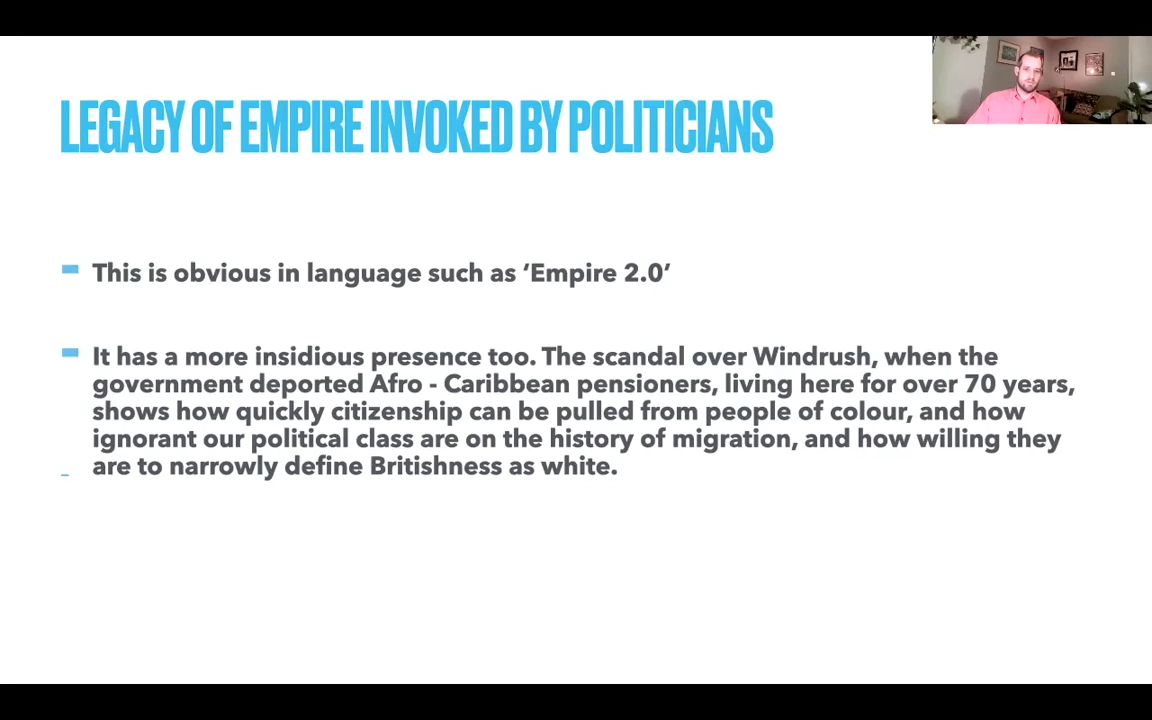 LEGACY OF EMPIRE INVOKED BY POLITICIANS
This is obvious in language such as ‘Empire 2.0’
It has a more insidious presence too. The scandal over Windrush, when the
government deported Afro - Caribbean pensioners, living here for over 70 years,
shows how quickly citizenship can be pulled from people of colour, and how
ignorant our political class are on the history of migration, and how willing they
are to narrowly define Britishness as white.